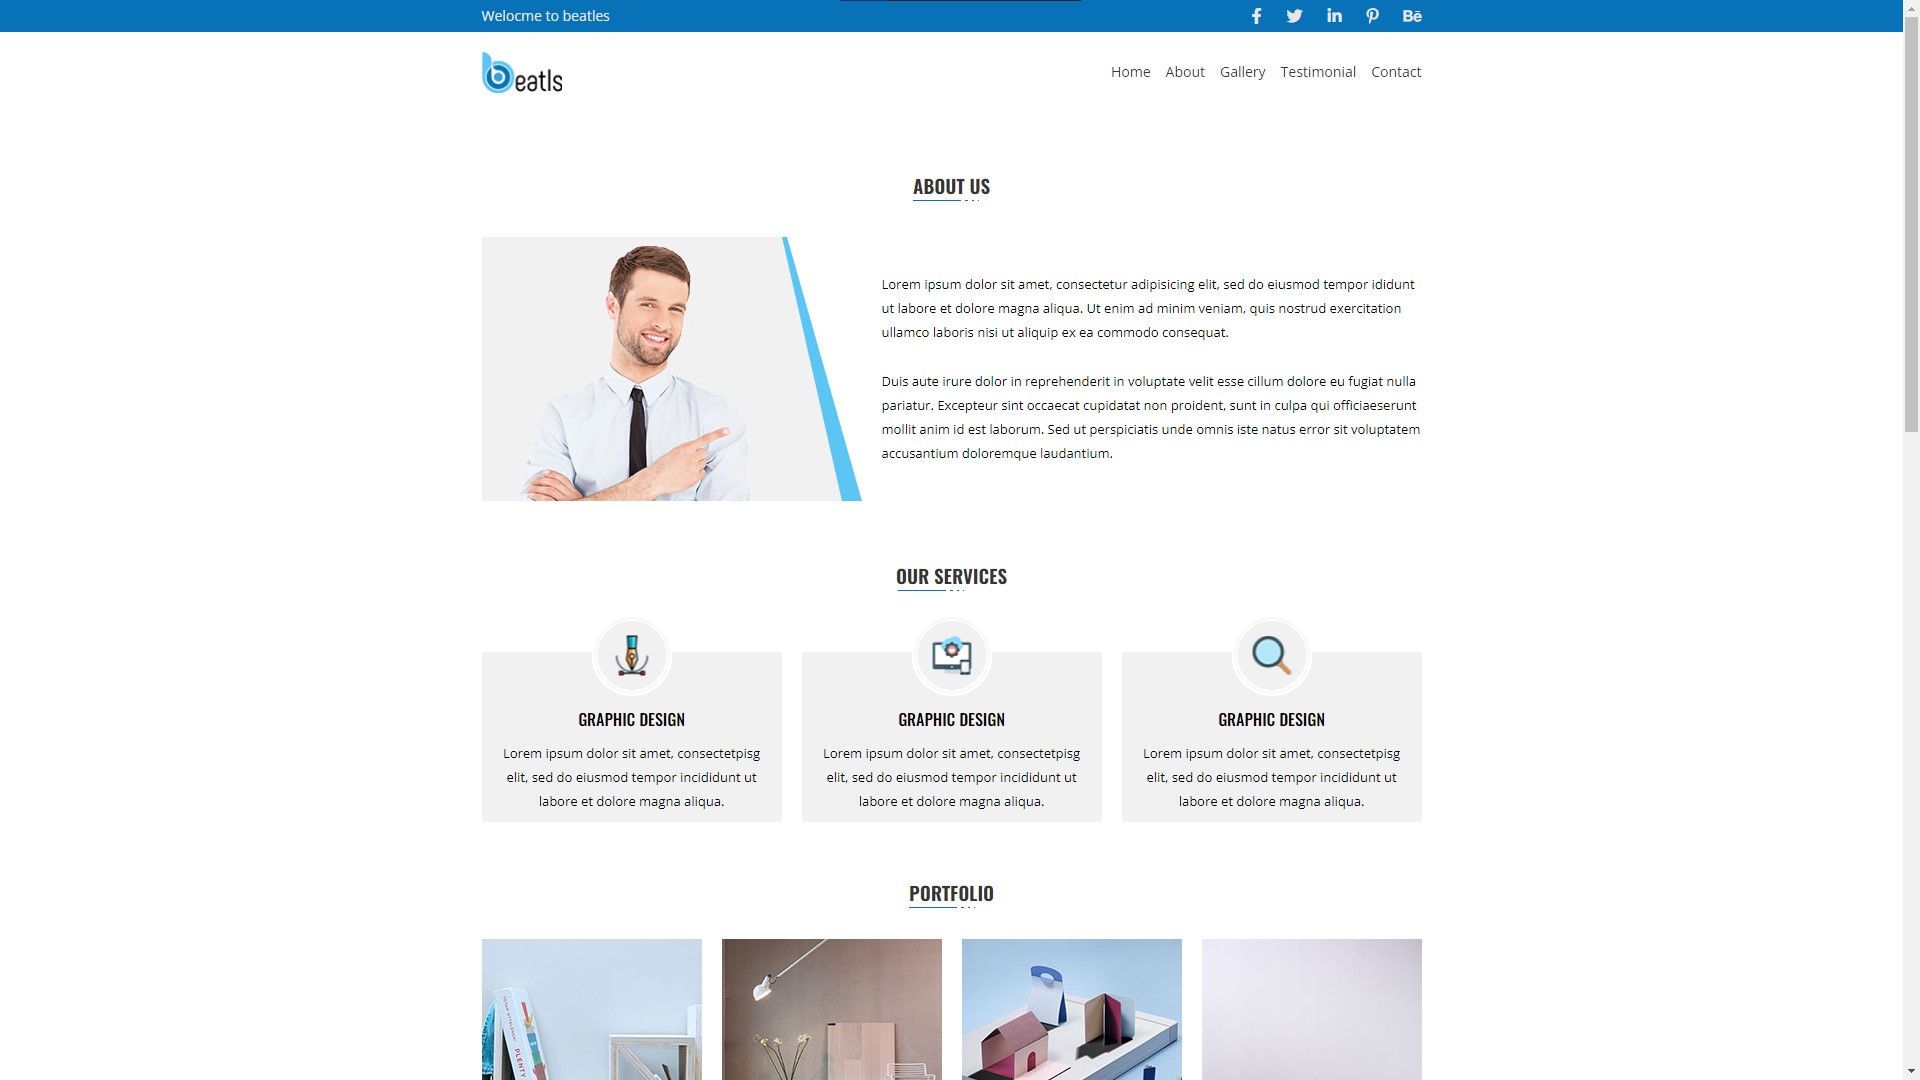 Welocme to beatles
beatls
Home About Gallery Testimonial Contact
ABOUT US
Lorem ipsum dolor sit amet, consectetur adipisicing elit, sed do eiusmod tempor ididunt
ut labore et dolore magna aliqua. Ut enim ad minim veniam, quis nostrud exercitation
ullamco laboris nisi ut aliquip ex ea commodo consequat.
Duis aute irure dolor in reprehenderit in voluptate velit esse cillum dolore eu fugiat nulla
pariatur. Excepteur sint occaecat cupidatat non proident, sunt in culpa qui officiaeserunt
mollit anim id est laborum. Sed ut perspiciatis unde omnis iste natus error sit voluptatem
accusantium doloremque laudantium.
OUR SERVICES
GRAPHIC DESIGN
Lorem ipsum dolor sit amet, consectetpisg
elit, sed do eiusmod tempor incididunt ut
labore et dolore magna aliqua.
GRAPHIC DESIGN
Lorem ipsum dolor sit amet, consectetpisg
elit, sed do eiusmod tempor incididunt ut
labore et dolore magna aliqua.
GRAPHIC DESIGN
Lorem ipsum dolor sit amet, consectetpisg
elit, sed do eiusmod tempor incididunt ut
labore et dolore magna aliqua.
PORTFOLIO
PLENTY